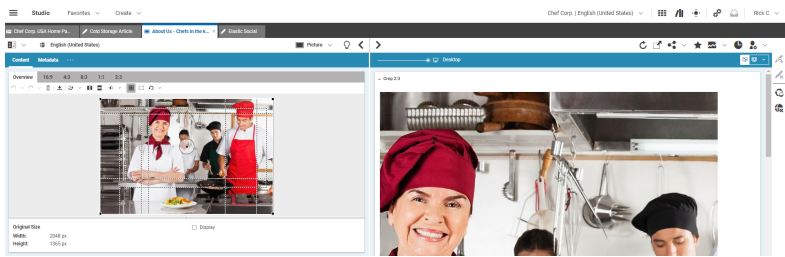 Studio Favorites Create Chef Corp. | English (United States) Rick C
Chef Corp. USA Home Pa... Cold Storage Article About Us - Chefs in the k... × Elastic Social
English (United States) Picture
Content Metadata ··· Desktop
Overview 16:9 4:3 8:3 1:1 2:3
Crop 2:3
Original Size
Display
Width: 2048 px
Height: 1365 px